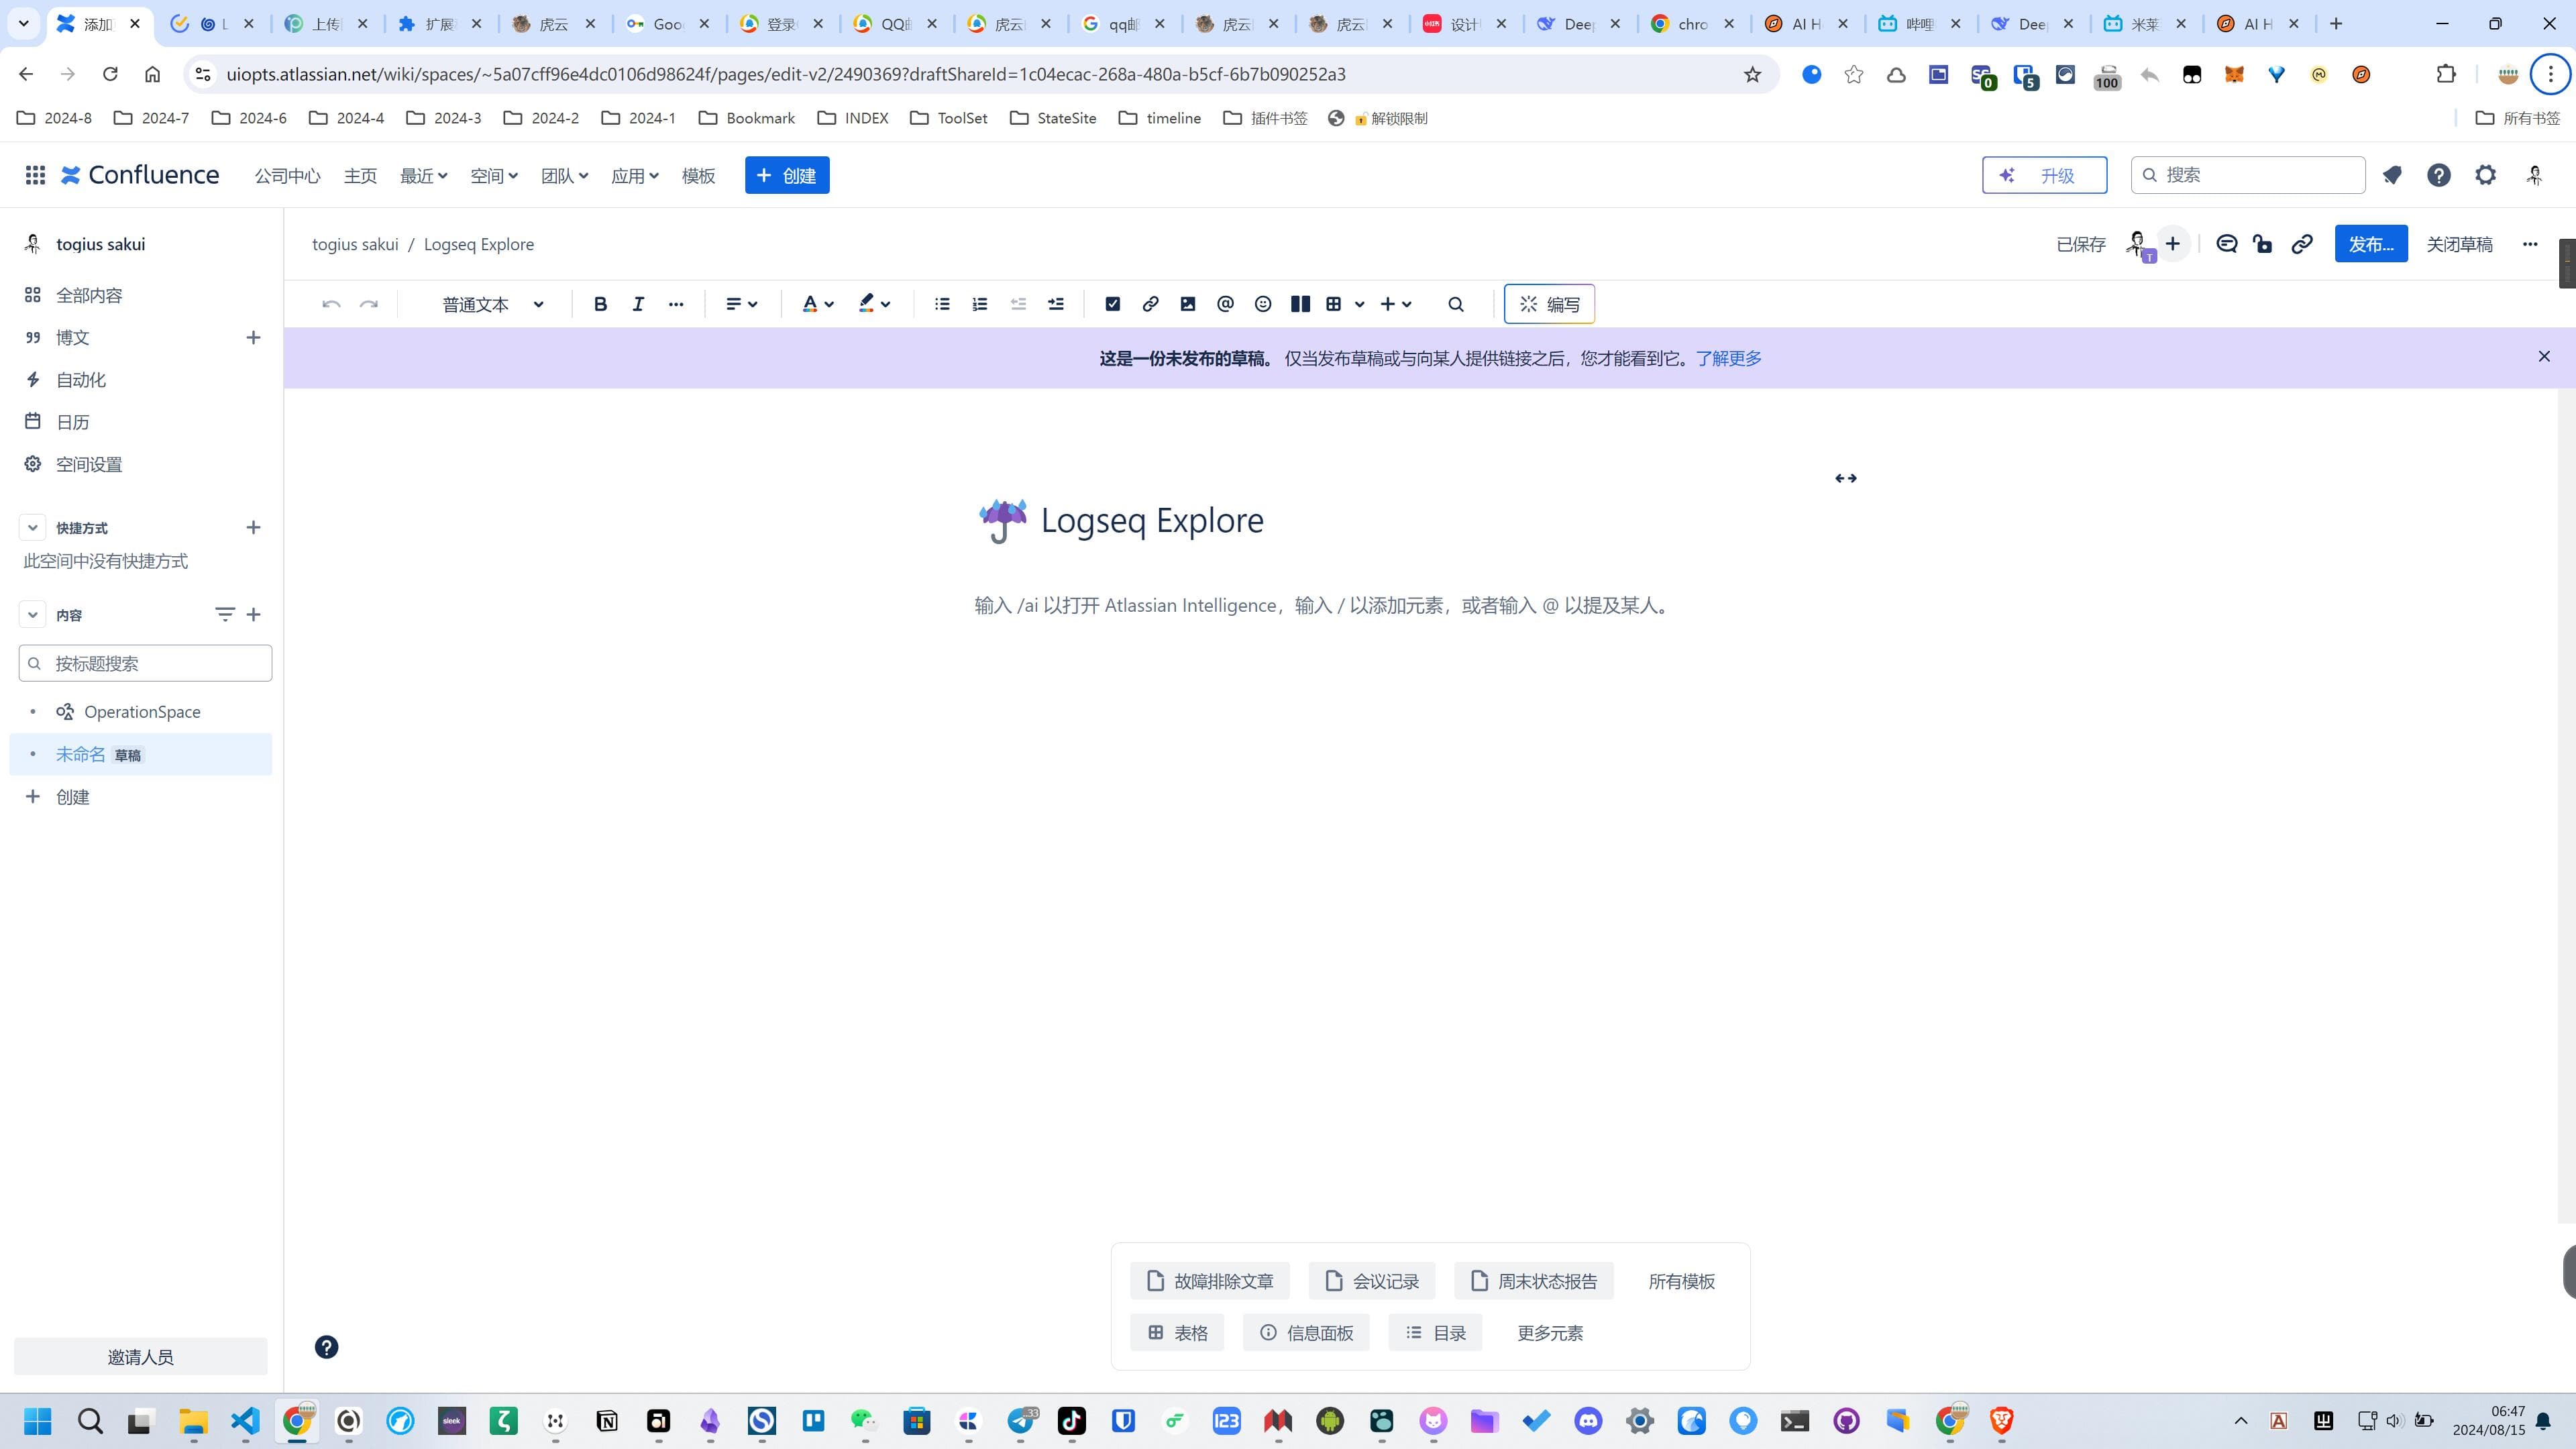 添加
L
上传
扩展
虎云
Goo
登录
QQ
虎云
qq邮
虎云
虎云
设计
Dee
chro
AI H
哔哩
Dee
米莱
AI H
uiopts.atlassian.net/wiki/spaces/~5a07cff96e4dc0106d98624f/pages/edit-v2/2490369?draftShareId=1c04ecac-268a-480a-b5cf-6b7b090252a3
0
5
100
2024-8
2024-7
2024-6
2024-4
2024-3
2024-2
2024-1
Bookmark
INDEX
ToolSet
StateSite
timeline
插件书签
解锁限制
所有书签
Confluence
公司中心
主页
最近
空间
团队
应用
模板
创建
升级
搜索
togius sakui
togius sakui / Logseq Explore
已保存
T
发布...
关闭草稿
全部内容
博文
自动化
日历
空间设置
普通文本
编写
这是一份未发布的草稿。 仅当发布草稿或与向某人提供链接之后，您才能看到它。了解更多
快捷方式
此空间中没有快捷方式
内容
按标题搜索
OperationSpace
未命名 草稿
创建
Logseq Explore
输入 /ai 以打开 Atlassian Intelligence，输入 / 以添加元素，或者输入 @ 以提及某人。
故障排除文章
会议记录
周末状态报告
所有模板
表格
信息面板
目录
更多元素
邀请人员
sleek
33
123
06:47
2024/08/15